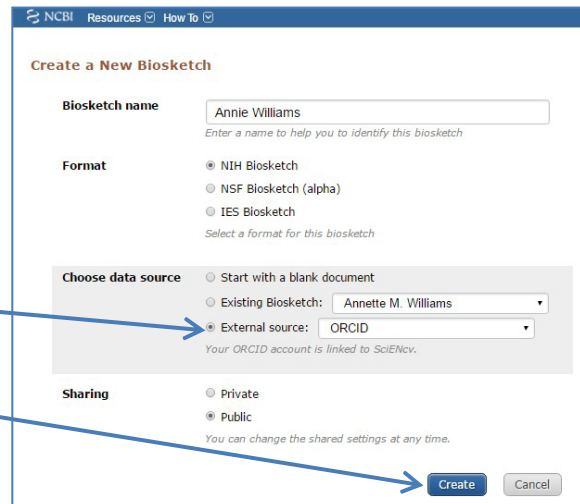 NCBI Resources How To
Create a New Biosketch
Biosketch name Annie Williams
Enter a name to help you to identify this biosketch
Format NIH Biosketch
NSF Biosketch (alpha)
IES Biosketch
Select a format for this biosketch
Choose data source Start with a blank document
Existing Biosketch: Annette M. Williams
External source: ORCID
Your ORCID account is linked to SciENcv.
Sharing Private
Public
You can change the shared settings at any time.
Create Cancel